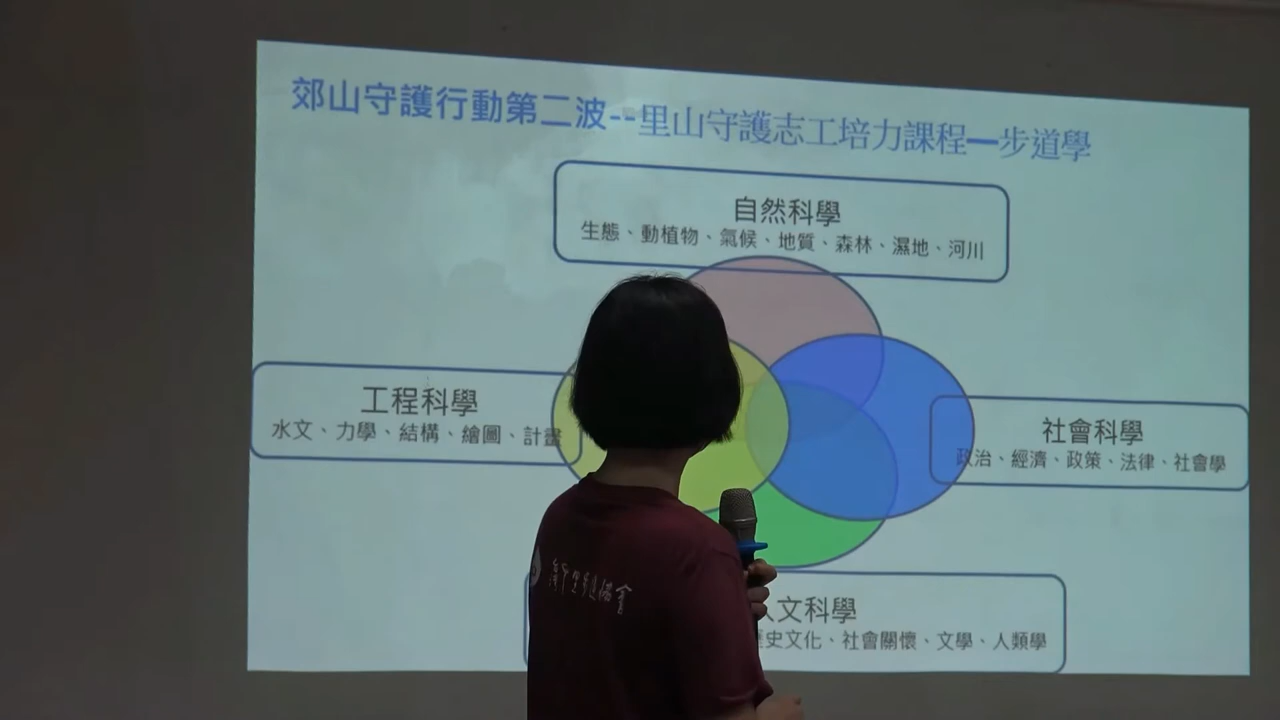 郊山守護行動第二波--里山守護志工培力課程—步道學
自然科學
生態、動植物、氣候、地質、森林、濕地、河川
工程科學
水文、力學、結構、繪圖、計畫
社會科學
政治、經濟、政策、法律、社會學
人文科學
歷史文化、社會關懷、文學、人類學